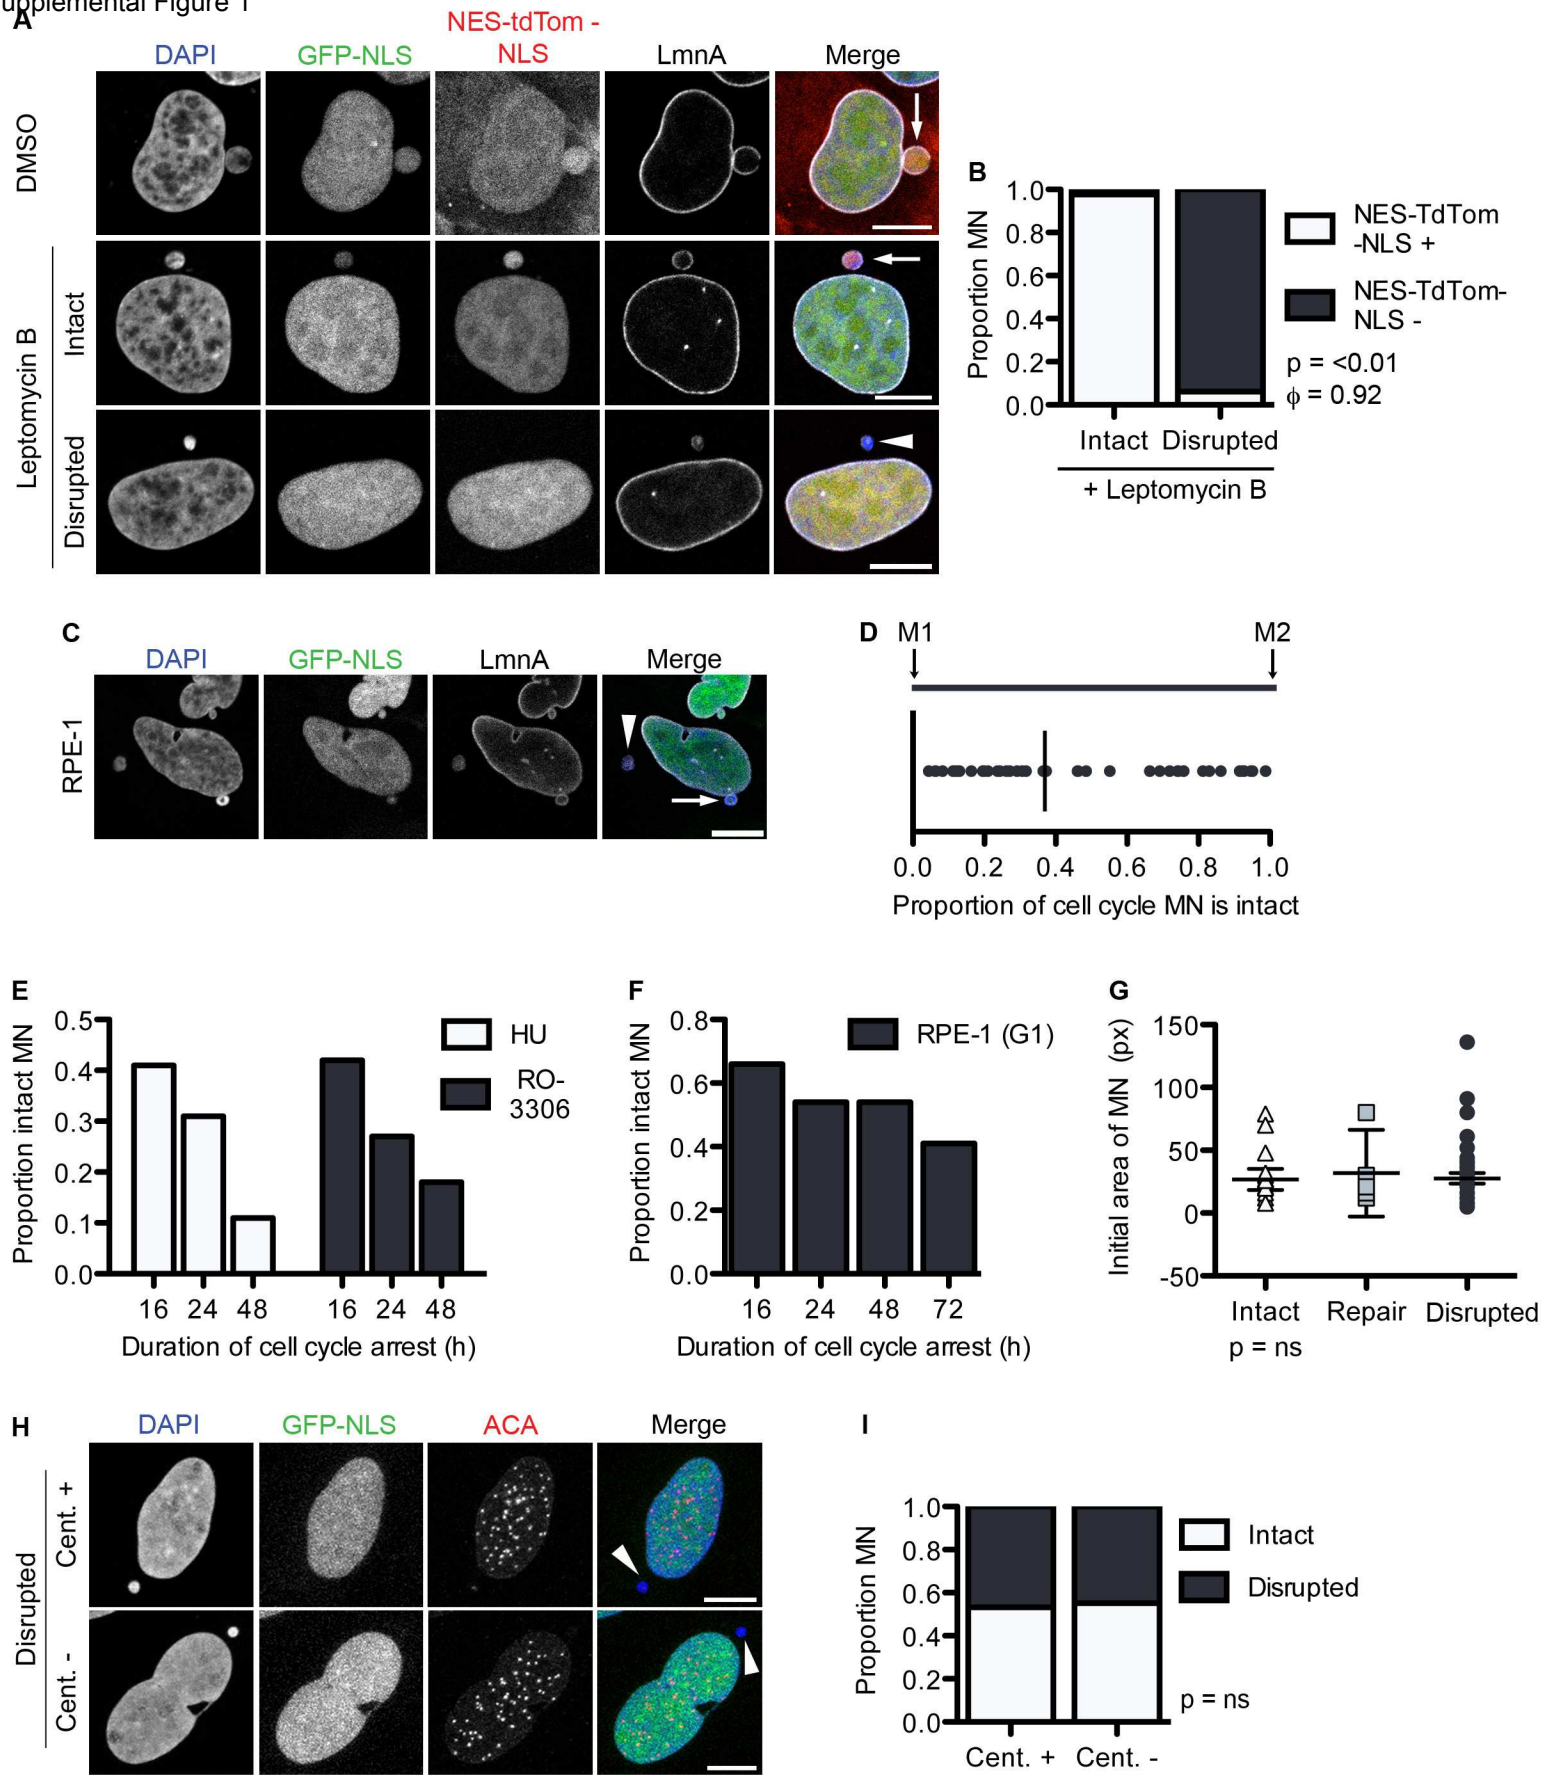 upplemental Figure 1
A
DAPI
GFP-NLS
NES-tdTom -
NLS
LmnA
Merge
DMSO
Leptomycin B
Intact
Disrupted
B
Proportion MN
1.0
0.8
0.6
0.4
0.2
0.0
Intact
Disrupted
+ Leptomycin B
NES-TdTom
-NLS +
NES-TdTom-
NLS -
p = <0.01
ϕ = 0.92
C
DAPI
GFP-NLS
LmnA
Merge
RPE-1
D
M1
M2
0.0 0.2 0.4 0.6 0.8 1.0
Proportion of cell cycle MN is intact
E
Proportion intact MN
0.5
0.4
0.3
0.2
0.1
0.0
16 24 48 16 24 48
Duration of cell cycle arrest (h)
HU
RO-
3306
F
Proportion intact MN
0.8
0.6
0.4
0.2
0.0
16 24 48 72
Duration of cell cycle arrest (h)
RPE-1 (G1)
G
Initial area of MN (px)
150
100
50
0
-50
Intact Repair Disrupted
p = ns
H
DAPI
GFP-NLS
ACA
Merge
Disrupted
Cent. +
Cent. -
I
Proportion MN
1.0
0.8
0.6
0.4
0.2
0.0
Cent. + Cent. -
Intact
Disrupted
p = ns